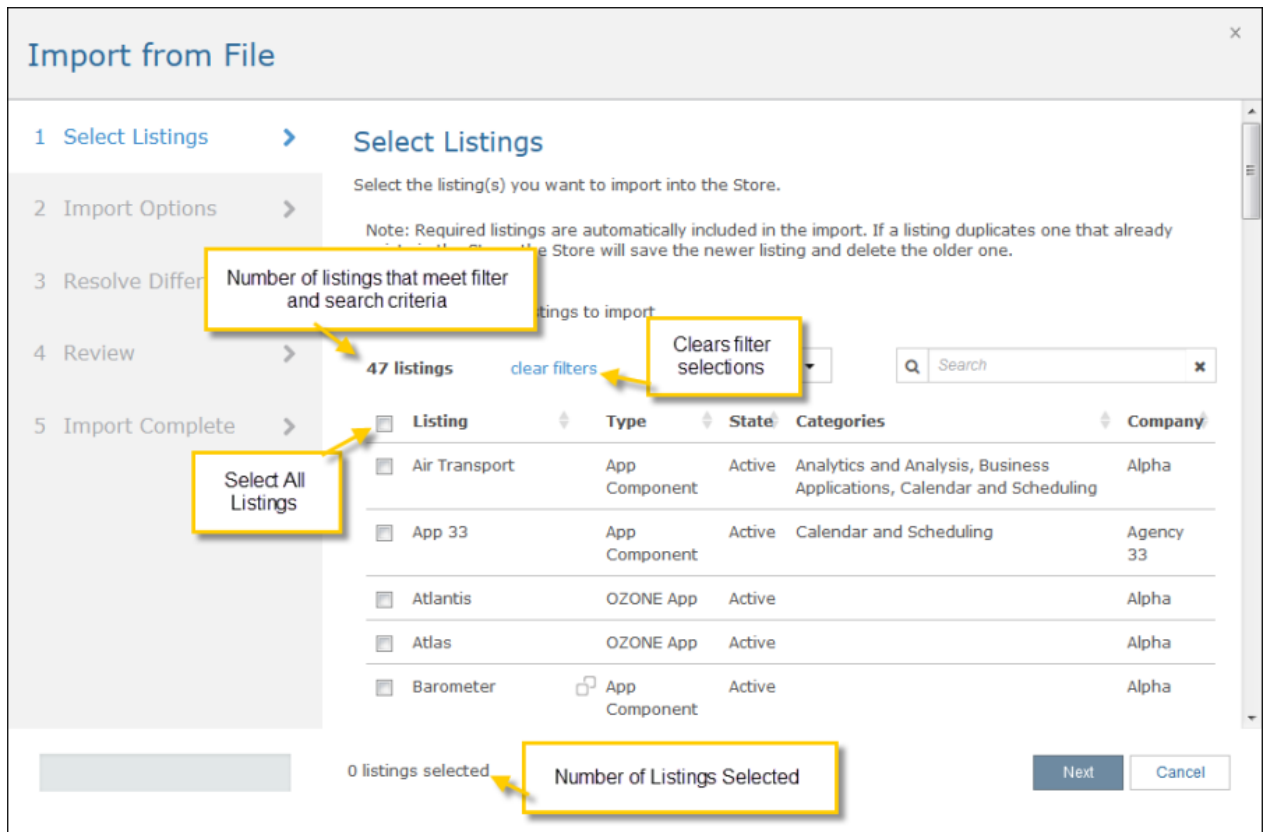 Import from File
×
1 Select Listings
2 Import Options
3 Resolve Differ
4 Review
5 Import Complete
Select Listings
Select the listing(s) you want to import into the Store.
Note: Required listings are automatically included in the import. If a listing duplicates one that already
the Store will save the newer listing and delete the older one.
Number of listings that meet filter
and search criteria
to import
Clears filter
selections
47 listings clear filters Search
Listing Type State Categories Company
Select All
Listings
Air Transport App Component Active Analytics and Analysis, Business Applications, Calendar and Scheduling Alpha
App 33 App Component Active Calendar and Scheduling Agency 33
Atlantis OZONE App Active Alpha
Atlas OZONE App Active Alpha
Barometer App Component Active Alpha
0 listings selected
Number of Listings Selected
Next Cancel